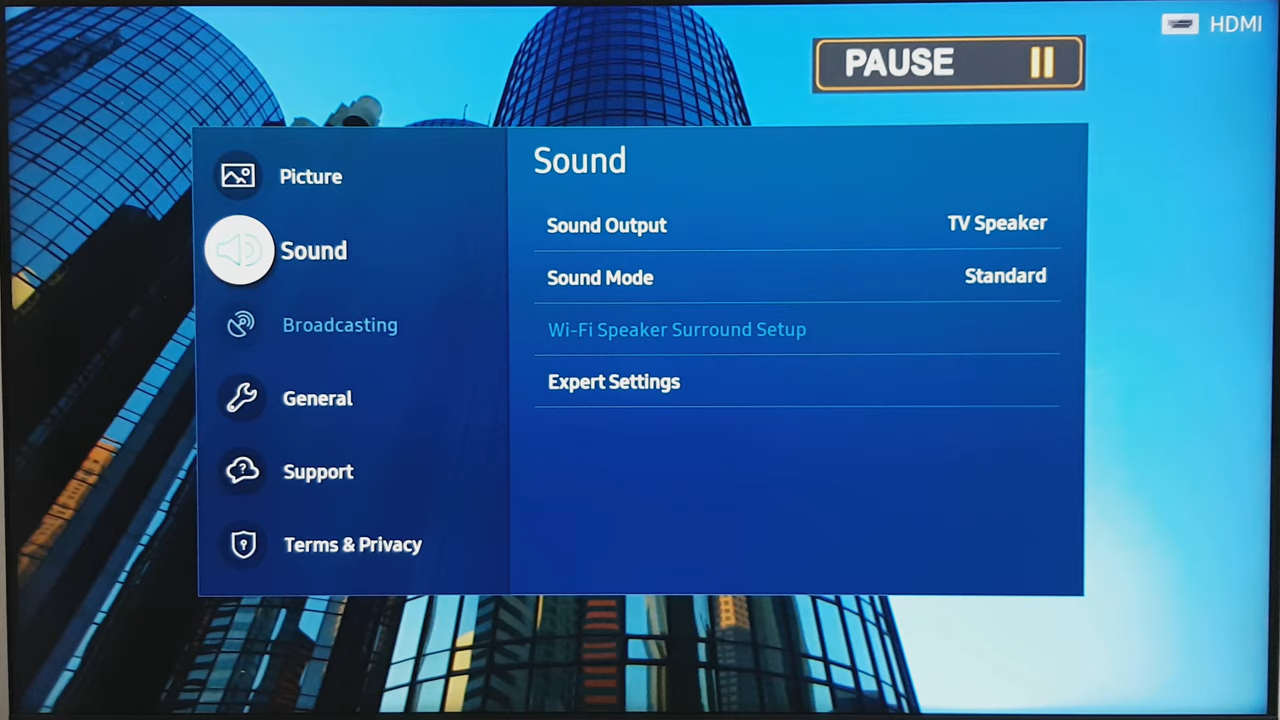 HDMI
PAUSE
Picture
Sound
Broadcasting
General
Support
Terms & Privacy
Sound
Sound Output TV Speaker
Sound Mode Standard
Wi-Fi Speaker Surround Setup
Expert Settings